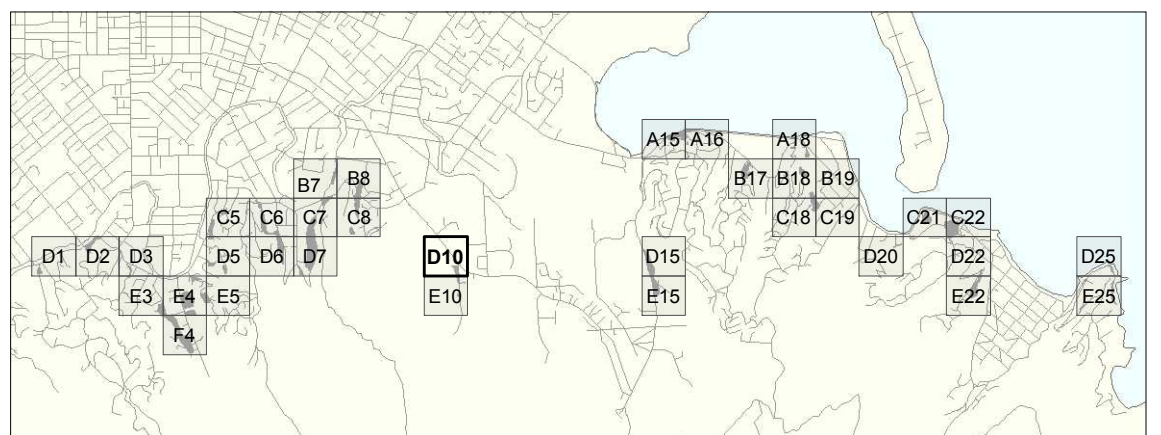 A15 A16 A18
B7 B8 B17 B18 B19
C5 C6 C7 C8 C18 C19 C21 C22
D1 D2 D3 D5 D6 D7 D10 D15 D20 D22 D25
E3 E4 E5 E10 E15 E22 E25
F4